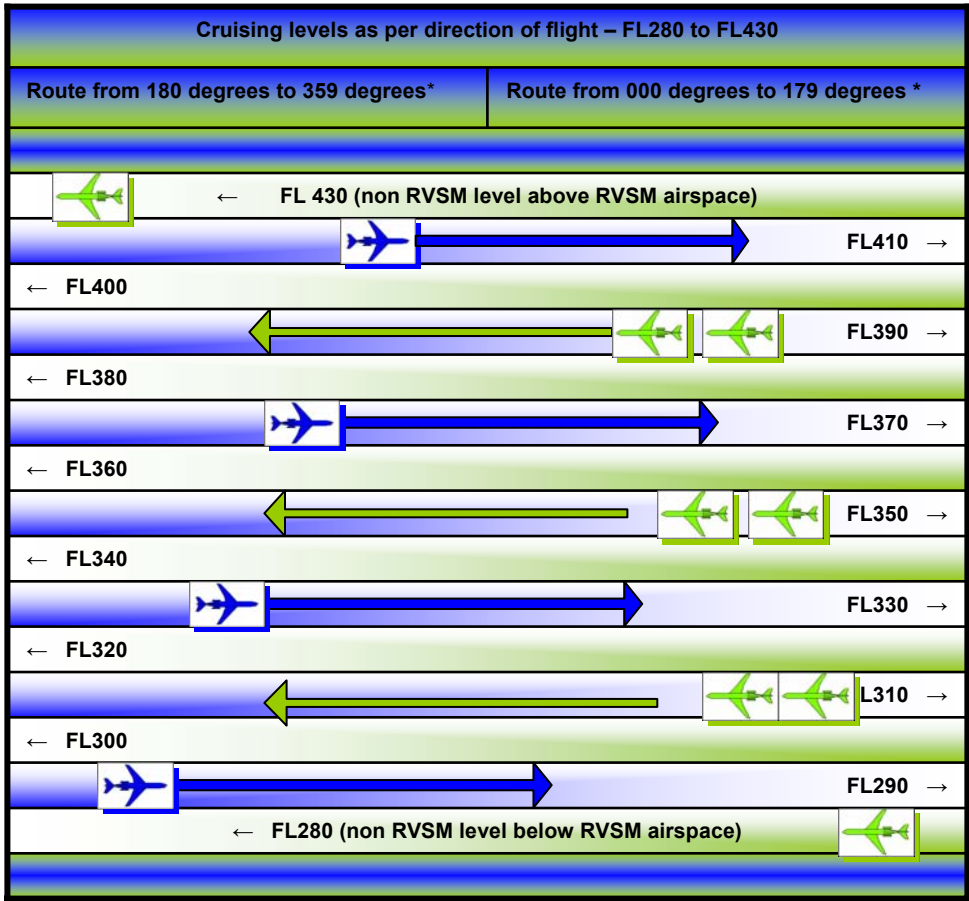 Cruising levels as per direction of flight – FL280 to FL430
Route from 180 degrees to 359 degrees*
Route from 000 degrees to 179 degrees *
← FL 430 (non RVSM level above RVSM airspace)
FL410 →
← FL400
FL390 →
← FL380
FL370 →
← FL360
FL350 →
← FL340
FL330 →
← FL320
L310 →
← FL300
FL290 →
← FL280 (non RVSM level below RVSM airspace)